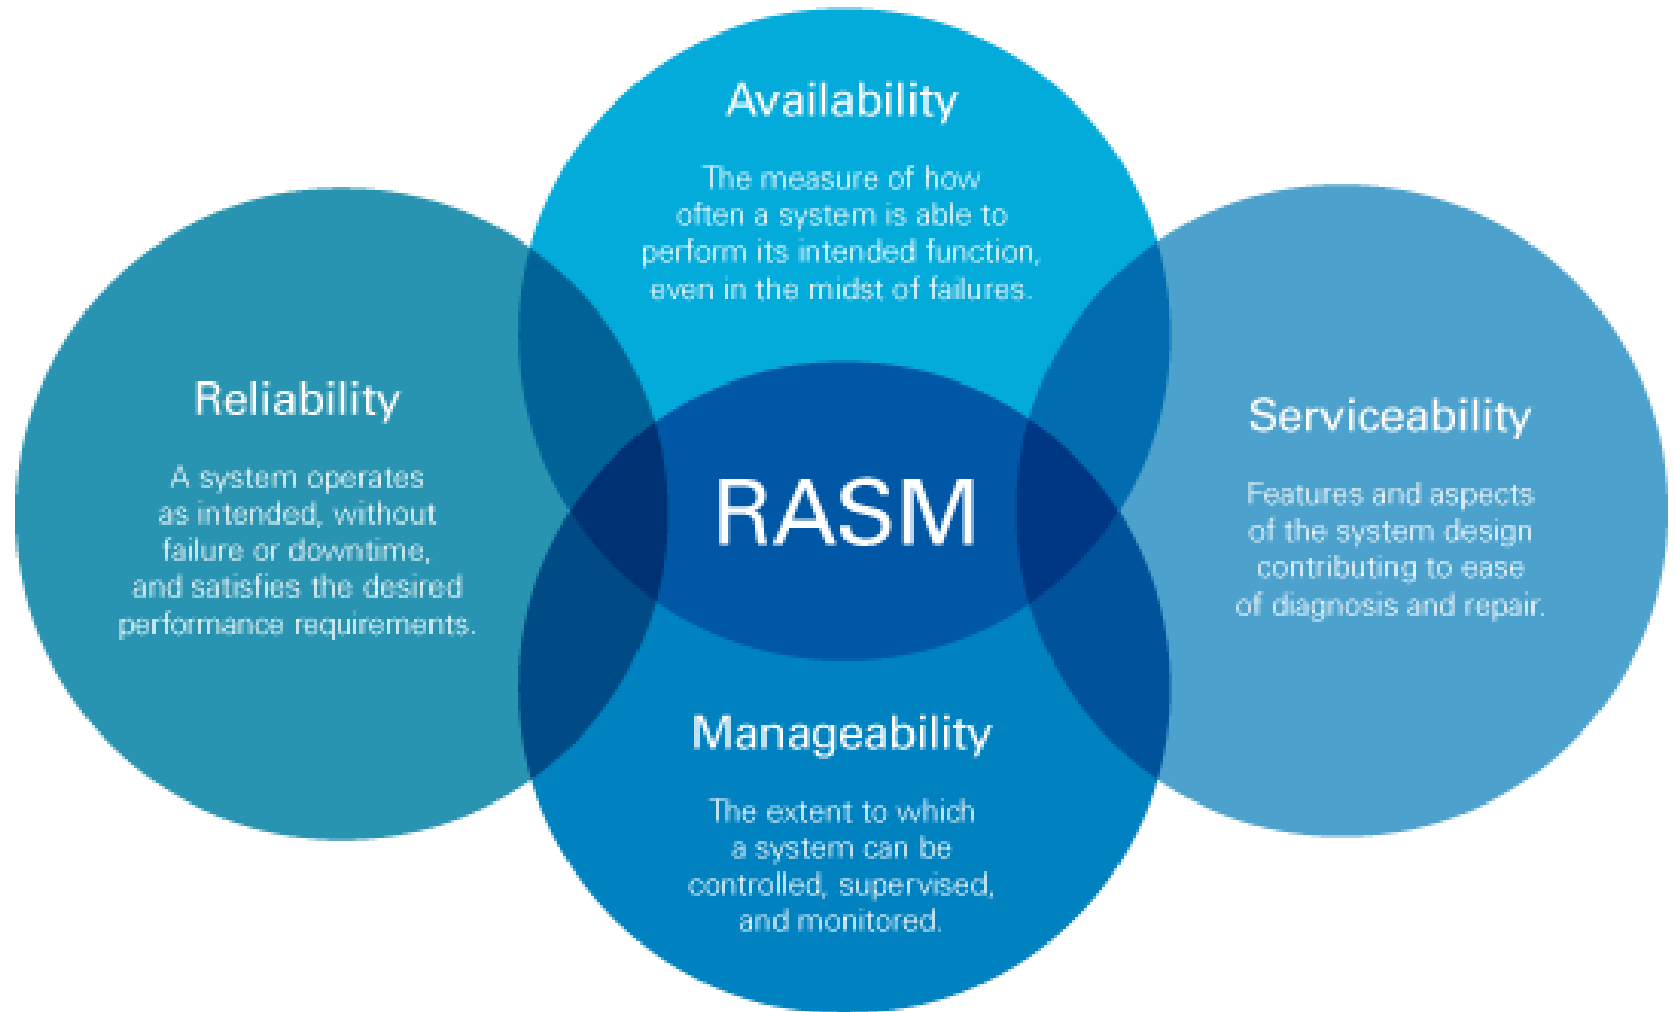 Availability
The measure of how
often a system is able to
perform its intended function,
even in the midst of failures.
Reliability
A system operates
as intended, without
failure or downtime,
and satisfies the desired
performance requirements.
RASM
Serviceability
Features and aspects
of the system design
contributing to ease
of diagnosis and repair.
Manageability
The extent to which
a system can be
controlled, supervised,
and monitored.